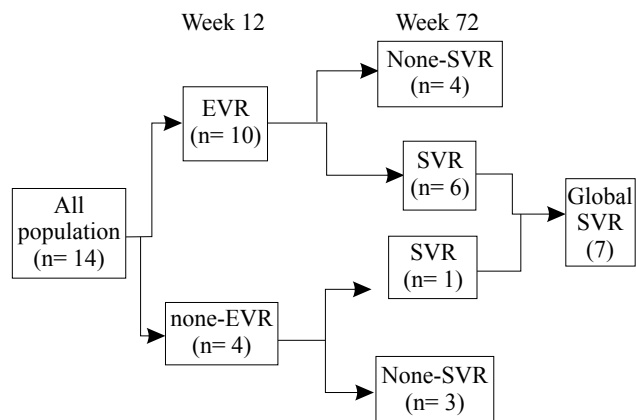 Week 12
Week 72
All
population
(n= 14)
EVR
(n= 10)
none-EVR
(n= 4)
None-SVR
(n= 4)
SVR
(n= 6)
SVR
(n= 1)
None-SVR
(n= 3)
Global
SVR
(7)